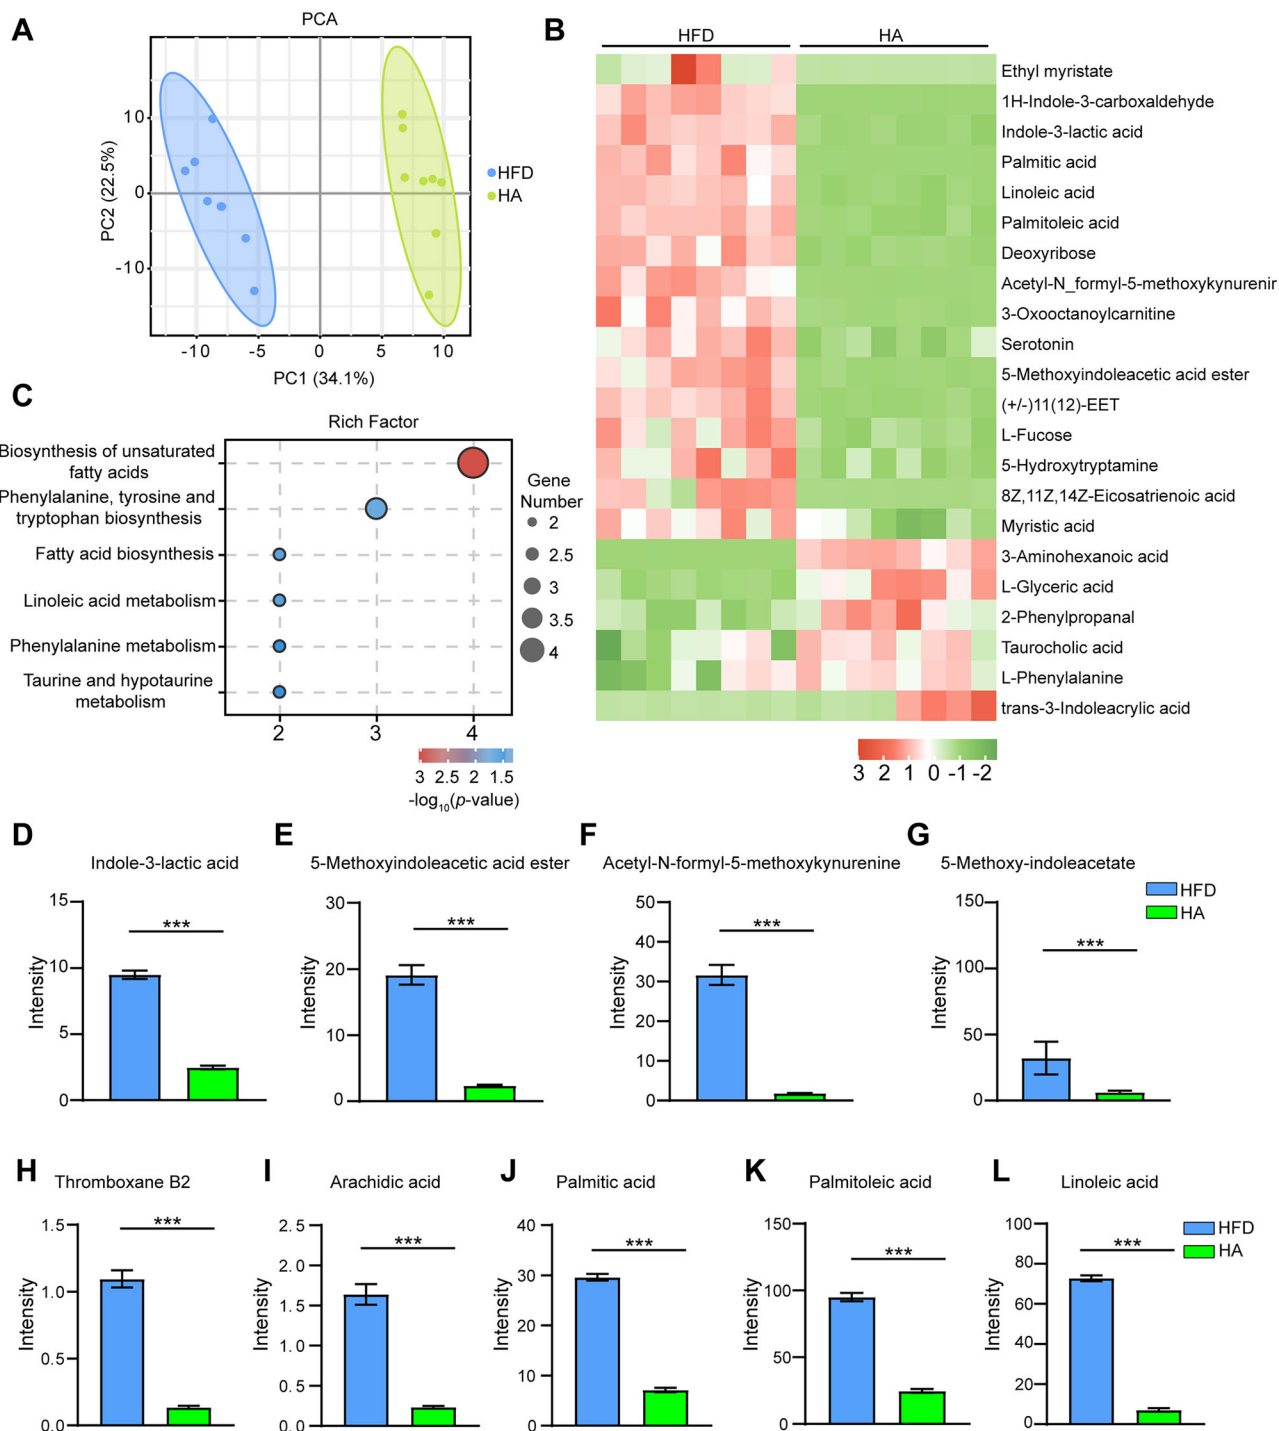 A
PCA
PC2 (22.5%)
10
0
-10
-10
-5
0
5
10
PC1 (34.1%)
HFD
HA
B
HFD
HA
Ethyl myristate
1H-Indole-3-carboxaldehyde
Indole-3-lactic acid
Palmitic acid
Linoleic acid
Palmitoleic acid
Deoxyribose
Acetyl-N_formyl-5-methoxykynurenir
3-Oxooctanoylcarnitine
Serotonin
5-Methoxyindoleacetic acid ester
(+/-)11(12)-EET
L-Fucose
5-Hydroxytryptamine
8Z,11Z,14Z-Eicosatrienoic acid
Myristic acid
3-Aminohexanoic acid
L-Glyceric acid
2-Phenylpropanal
Taurocholic acid
L-Phenylalanine
trans-3-Indoleacrylic acid
3 2 1 0 -1 -2
C
Rich Factor
Biosynthesis of unsaturated
fatty acids
Phenylalanine, tyrosine and
tryptophan biosynthesis
Fatty acid biosynthesis
Linoleic acid metabolism
Phenylalanine metabolism
Taurine and hypotaurine
metabolism
2
3
4
Gene
Number
2
2.5
3
3.5
4
3 2.5 2 1.5
-log10(p-value)
D
Indole-3-lactic acid
Intensity
15
10
5
0
***
E
5-Methoxyindoleacetic acid ester
Intensity
30
20
10
0
***
F
Acetyl-N-formyl-5-methoxykynurenine
Intensity
50
40
30
20
10
0
***
G
5-Methoxy-indoleacetate
Intensity
150
100
50
0
***
HFD
HA
H
Thromboxane B2
Intensity
1.5
1.0
0.5
0.0
***
I
Arachidic acid
Intensity
2.5
2.0
1.5
1.0
0.5
0.0
***
J
Palmitic acid
Intensity
40
30
20
10
0
***
K
Palmitoleic acid
Intensity
150
100
50
0
***
L
Linoleic acid
Intensity
100
80
60
40
20
0
***
HFD
HA